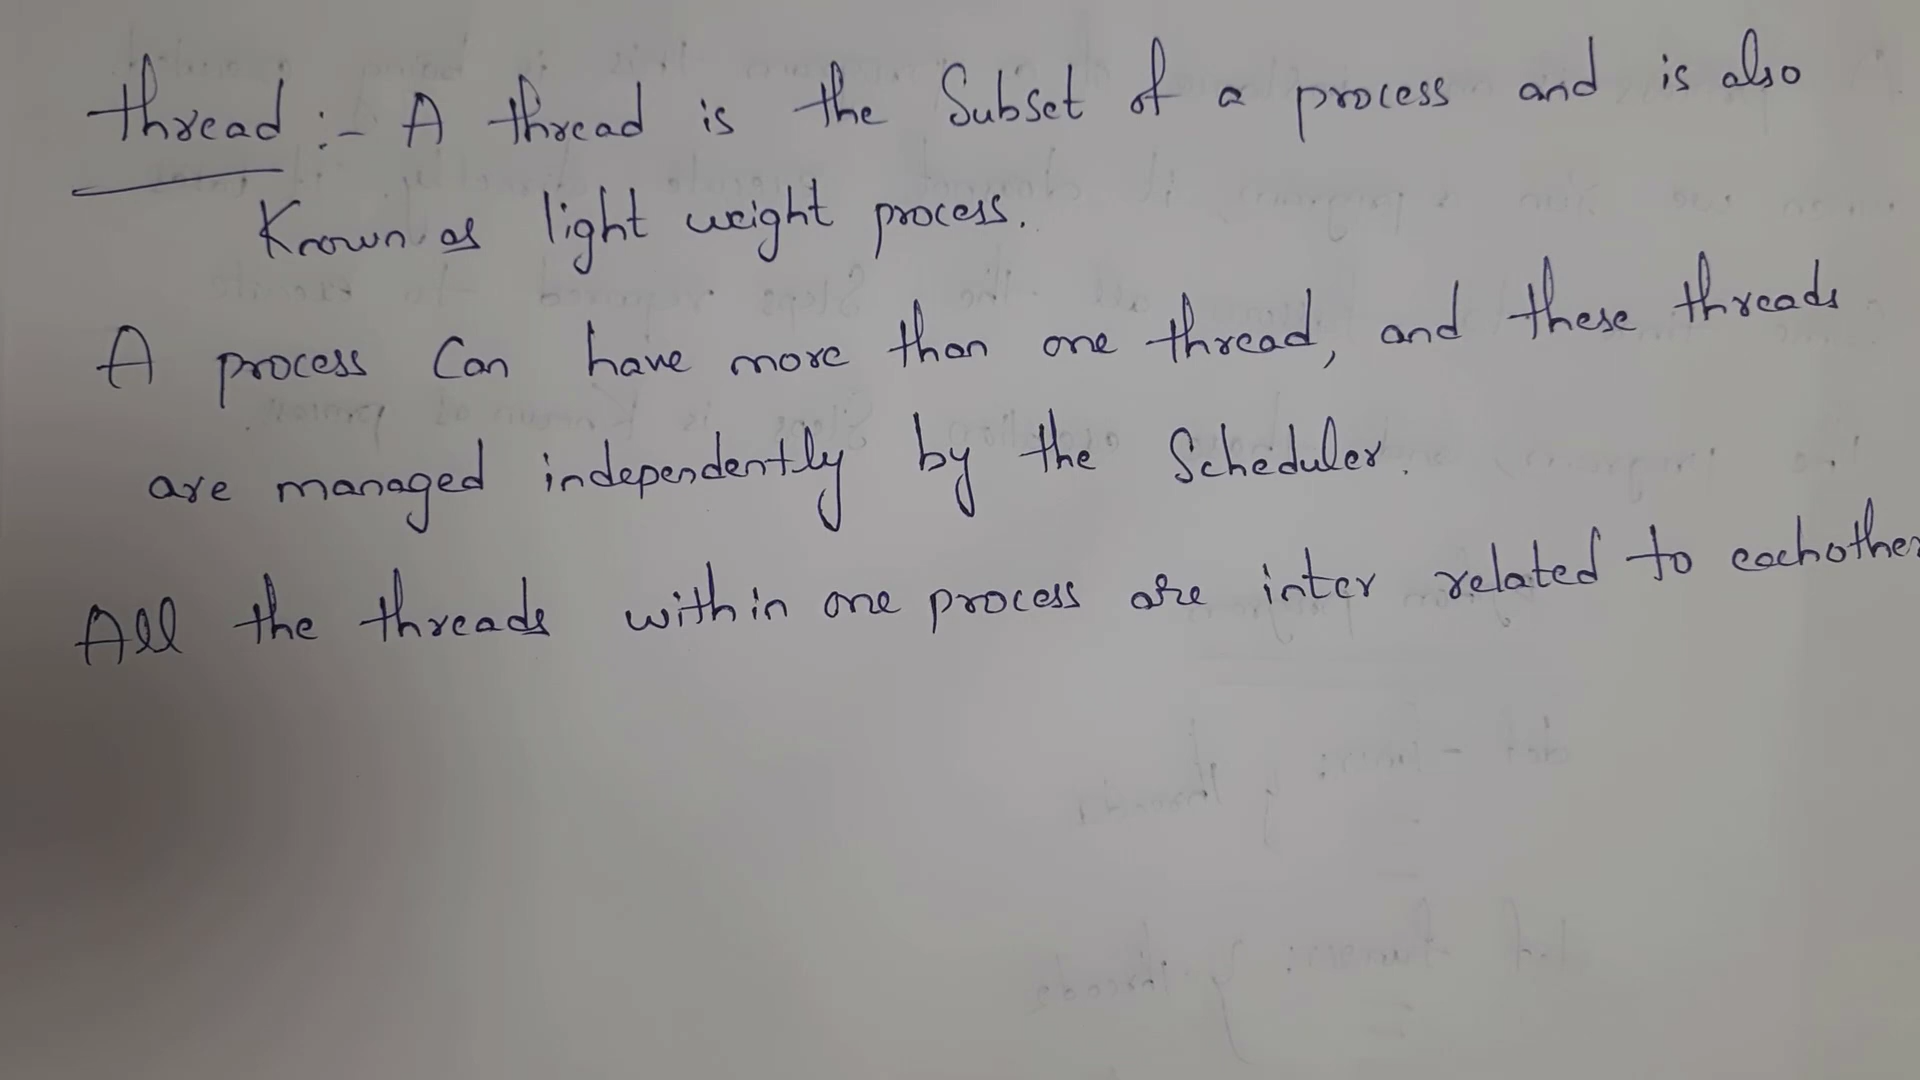 thread :- A thread is the Subset of a process and is also
Known as light weight process.
A process Can have more than one thread, and these threads
are managed independently by the Scheduler.
All the threads within one process are inter related to eachother